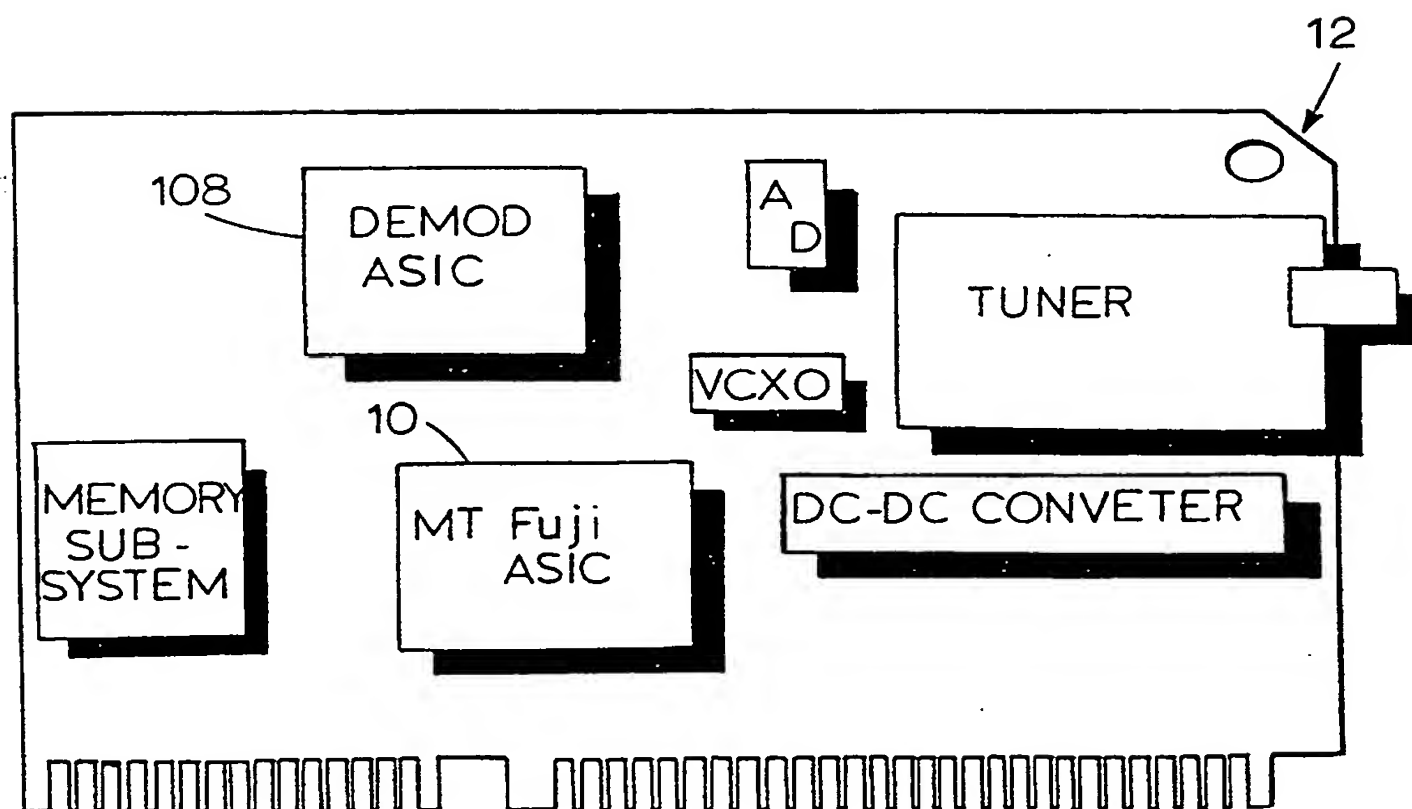 12
108
DEMOD
ASIC
A
D
TUNER
VCXO
10
MEMORY
SUB-
SYSTEM
MT Fuji
ASIC
DC-DC CONVETER